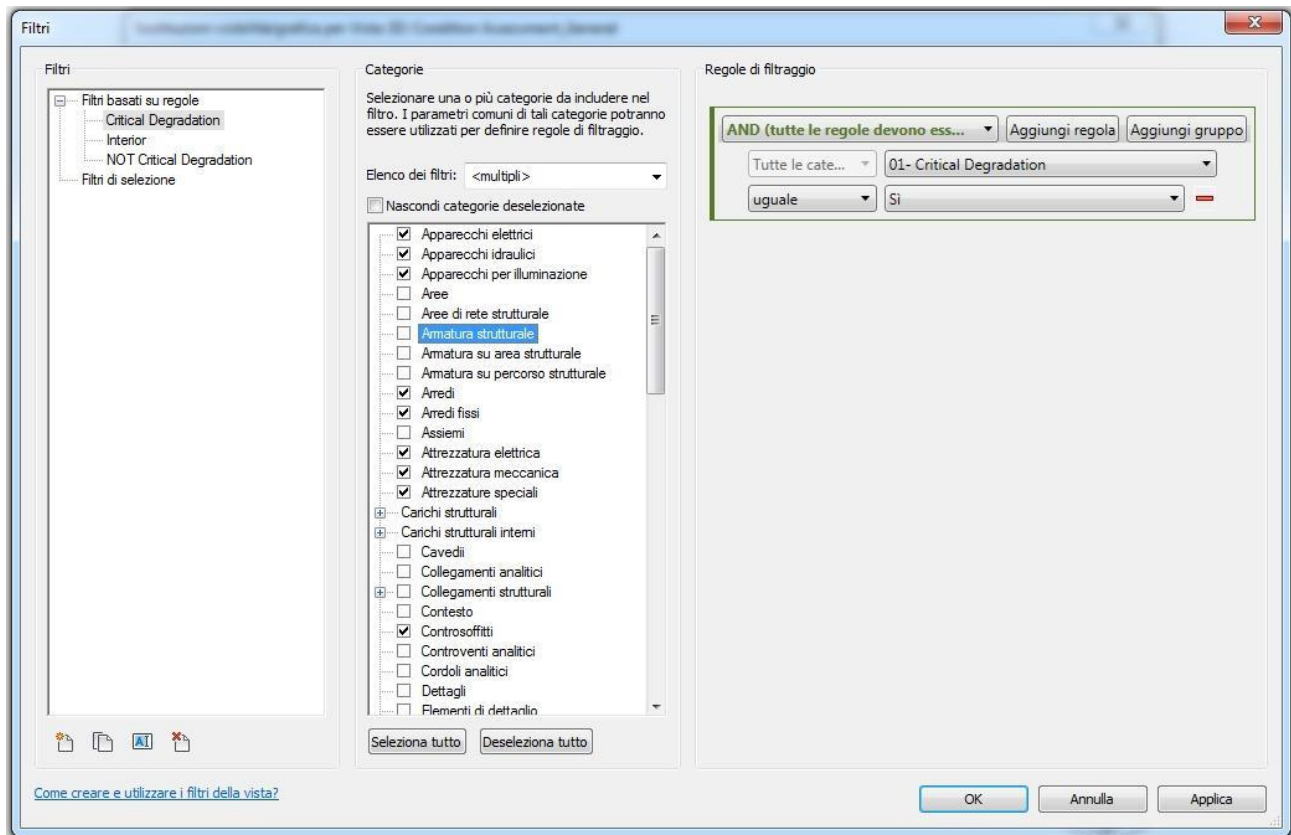 Filtri
Filtri
Filtri basati su regole
Critical Degradation
Interior
NOT Critical Degradation
Filtri di selezione
Come creare e utilizzare i filtri della vista?
Categorie
Selezionare una o più categorie da includere nel
filtro. I parametri comuni di tali categorie potranno
essere utilizzati per definire regole di filtraggio.
Elenco dei filtri: <multipli>
Nascondi categorie deselezionate
Apparecchi elettrici
Apparecchi idraulici
Apparecchi per illuminazione
Aree
Aree di rete strutturale
Armatura strutturale
Armatura su area strutturale
Armatura su percorso strutturale
Arredi
Arredi fissi
Assiemi
Attrezzatura elettrica
Attrezzatura meccanica
Attrezzature speciali
Carichi strutturali
Carichi strutturali interni
Cavedii
Collegamenti analitici
Collegamenti strutturali
Contesto
Controsoffitti
Controventi analitici
Cordoli analitici
Dettagli
Elementi di dettaglio
Seleziona tutto Deseleziona tutto
Regole di filtraggio
AND (tutte le regole devono ess... Aggiungi regola Aggiungi gruppo
Tutte le cate... 01- Critical Degradation
uguale Sì
OK Annulla Applica